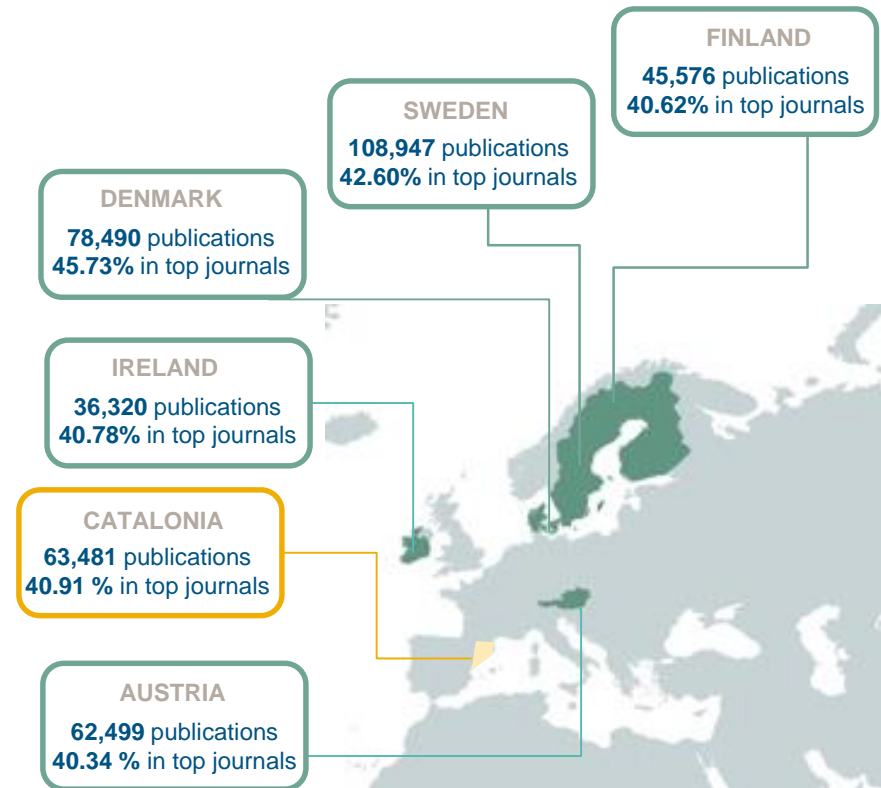 FINLAND
45,576 publications
40.62% in top journals
SWEDEN
108,947 publications
42.60% in top journals
DENMARK
78,490 publications
45.73% in top journals
IRELAND
36,320 publications
40.78% in top journals
CATALONIA
63,481 publications
40.91 % in top journals
AUSTRIA
62,499 publications
40.34 % in top journals